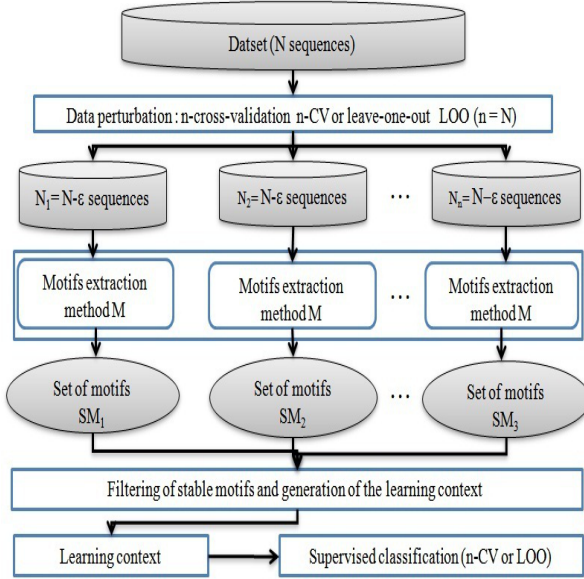 Datset (N sequences)
Data perturbation : n-cross-validation n-CV or leave-one-out LOO (n = N)
N₁= N-ε sequences
N₂= N-ε sequences
...
Nₙ= N−ε sequences
Motifs extraction
method M
Motifs extraction
method M
...
Motifs extraction
method M
Set of motifs
SM₁
Set of motifs
SM₂
...
Set of motifs
SM₃
Filtering of stable motifs and generation of the learning context
Learning context
Supervised classification (n-CV or LOO)